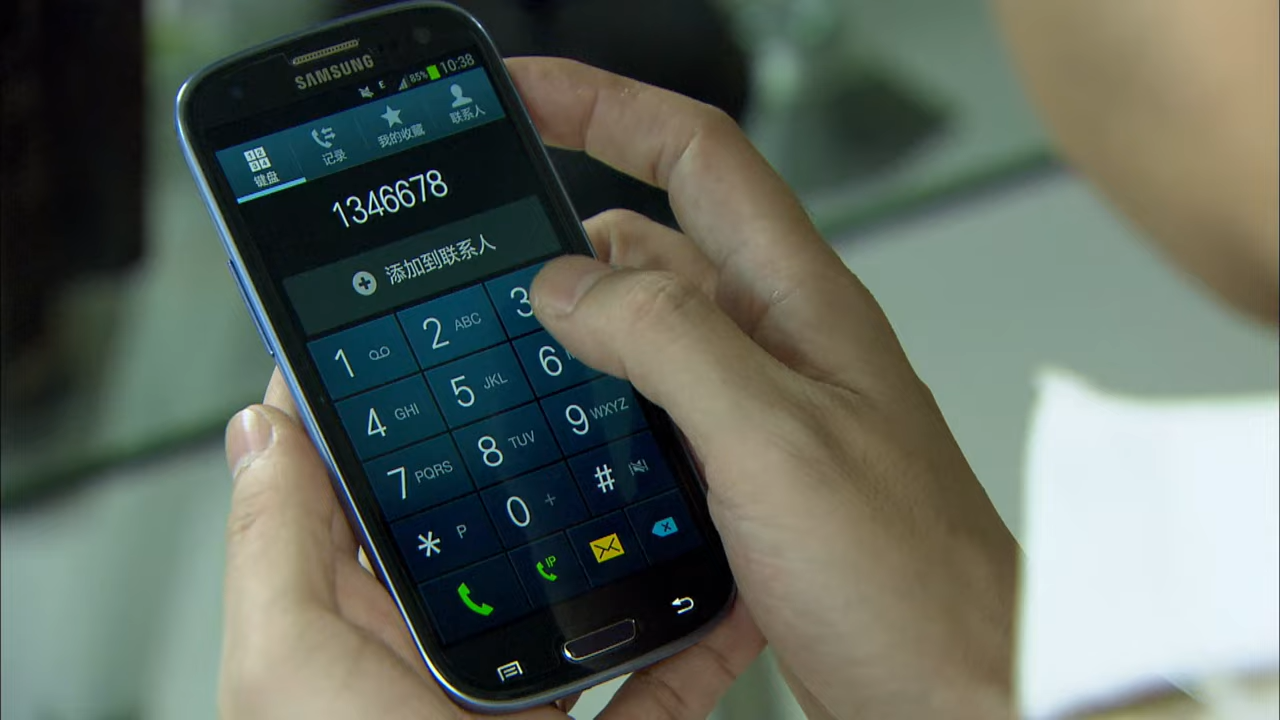 SAMSUNG
E 85% 10:38
键盘 记录 我的收藏 联系人
1346678
添加到联系人
1 2 ABC 3
4 GHI 5 JKL 6
7 PQRS 8 TUV 9 WXYZ
* P 0 + #
IP